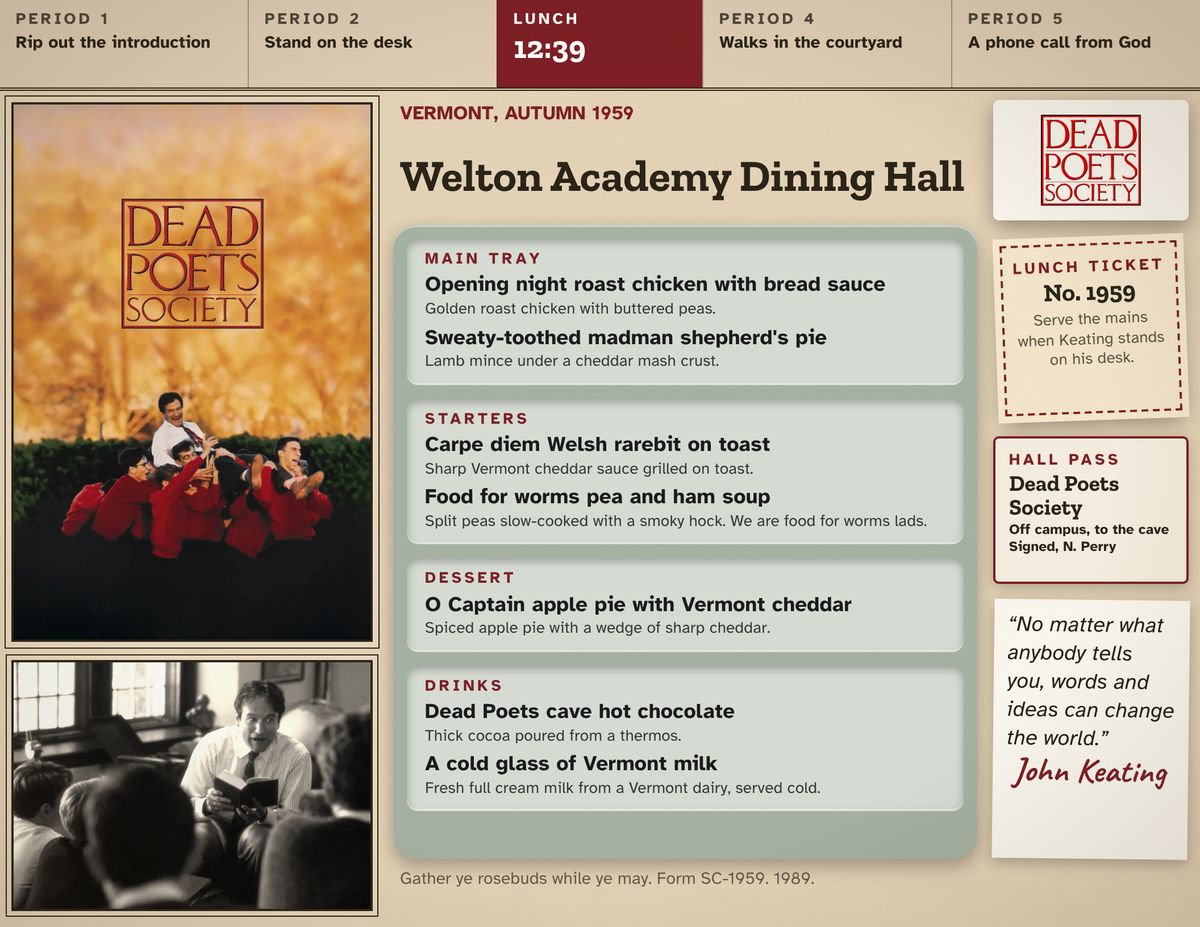 PERIOD 1
Rip out the introduction
PERIOD 2
Stand on the desk
LUNCH
12:39
PERIOD 4
Walks in the courtyard
PERIOD 5
A phone call from God
DEAD
POETS
SOCIETY
VERMONT, AUTUMN 1959
Welton Academy Dining Hall
MAIN TRAY
Opening night roast chicken with bread sauce
Golden roast chicken with buttered peas.
Sweaty-toothed madman shepherd's pie
Lamb mince under a cheddar mash crust.
STARTERS
Carpe diem Welsh rarebit on toast
Sharp Vermont cheddar sauce grilled on toast.
Food for worms pea and ham soup
Split peas slow-cooked with a smoky hock. We are food for worms lads.
DESSERT
O Captain apple pie with Vermont cheddar
Spiced apple pie with a wedge of sharp cheddar.
DRINKS
Dead Poets cave hot chocolate
Thick cocoa poured from a thermos.
A cold glass of Vermont milk
Fresh full cream milk from a Vermont dairy, served cold.
Gather ye rosebuds while ye may. Form SC-1959. 1989.
DEAD
POETS
SOCIETY
LUNCH TICKET
No. 1959
Serve the mains
when Keating stands
on his desk.
HALL PASS
Dead Poets
Society
Off campus, to the cave
Signed, N. Perry
“No matter what
anybody tells
you, words and
ideas can change
the world.”
John Keating